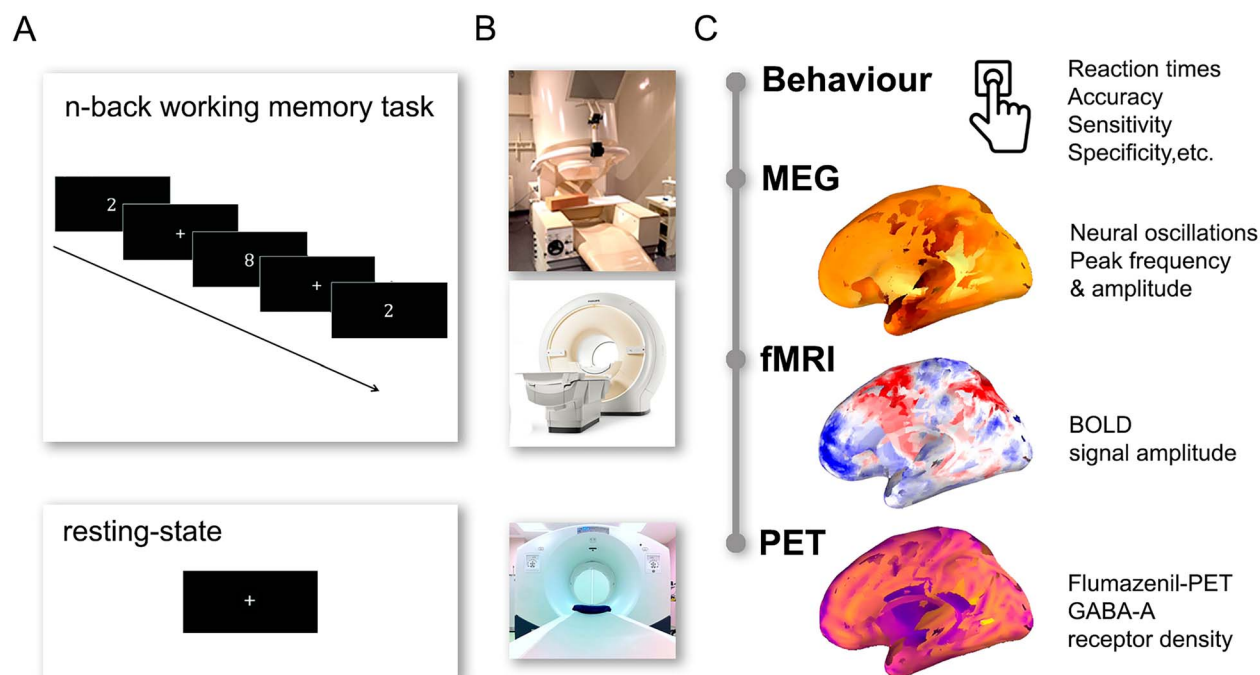 A
n-back working memory task
2
+
8
+
2
resting-state
+
B
C
Behaviour
Reaction times
Accuracy
Sensitivity
Specificity,etc.
MEG
Neural oscillations
Peak frequency
& amplitude
fMRI
BOLD
signal amplitude
PET
Flumazenil-PET
GABA-A
receptor density